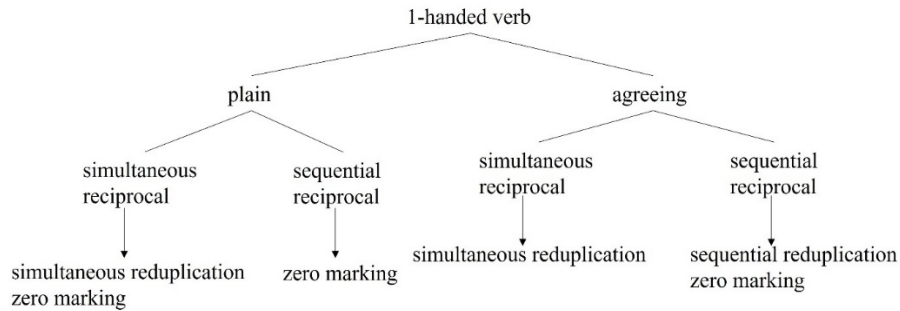 1-handed verb
plain
agreeing
simultaneous
reciprocal
sequential
reciprocal
simultaneous
reciprocal
sequential
reciprocal
simultaneous reduplication
zero marking
zero marking
simultaneous reduplication
sequential reduplication
zero marking